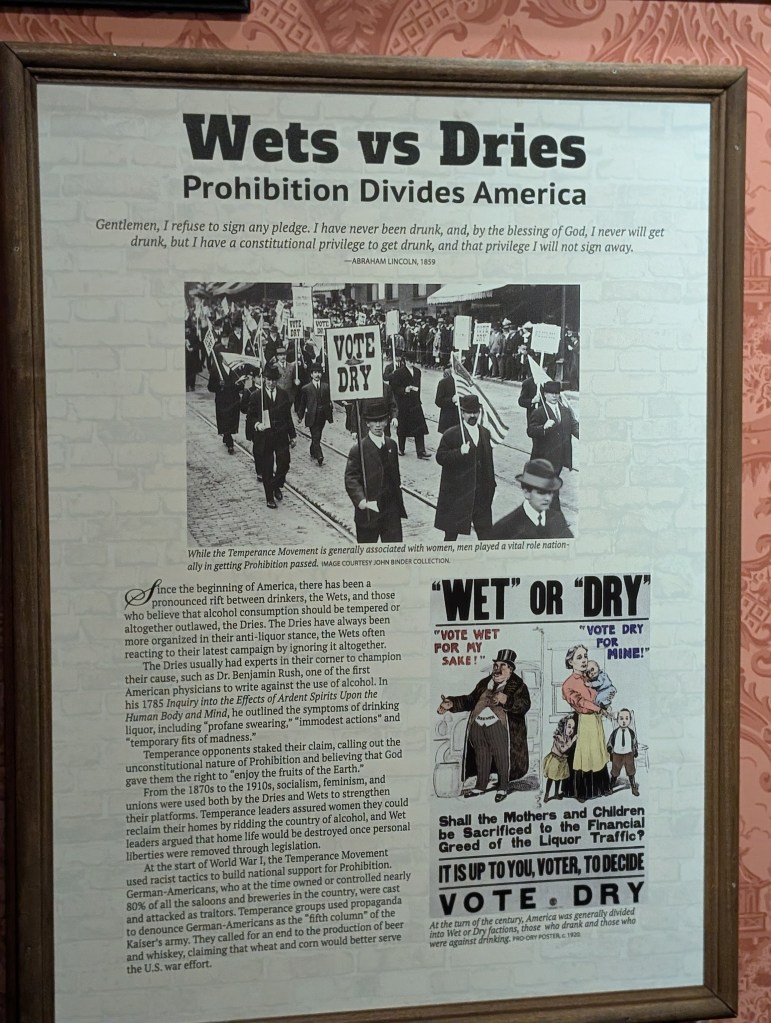 Wets vs Dries
Prohibition Divides America
Gentlemen, I refuse to sign any pledge. I have never been drunk, and, by the blessing of God, I never will get
drunk, but I have a constitutional privilege to get drunk, and that privilege I will not sign away.
—ABRAHAM LINCOLN, 1859
VOTE
DRY
VOTE
DRY
VOTE
While the Temperance Movement is generally associated with women, men played a vital role nation-
ally in getting Prohibition passed. IMAGE COURTESY JOHN BINDER COLLECTION.
Since the beginning of America, there has been a
pronounced rift between drinkers, the Wets, and those
who believe that alcohol consumption should be tempered or
altogether outlawed, the Dries. The Dries have always been
more organized in their anti-liquor stance, the Wets often
reacting to their latest campaign by ignoring it altogether.
The Dries usually had experts in their corner to champion
their cause, such as Dr. Benjamin Rush, one of the first
American physicians to write against the use of alcohol. In
his 1785 Inquiry into the Effects of Ardent Spirits Upon the
Human Body and Mind, he outlined the symptoms of drinking
liquor, including “profane swearing,” “immodest actions” and
“temporary fits of madness.”
Temperance opponents staked their claim, calling out the
unconstitutional nature of Prohibition and believing that God
gave them the right to “enjoy the fruits of the Earth.”
From the 1870s to the 1910s, socialism, feminism, and
unions were used both by the Dries and Wets to strengthen
their platforms. Temperance leaders assured women they could
reclaim their homes by ridding the country of alcohol, and Wet
leaders argued that home life would be destroyed once personal
liberties were removed through legislation.
At the start of World War I, the Temperance Movement
used racist tactics to build national support for Prohibition.
German-Americans, who at the time owned or controlled nearly
80% of all the saloons and breweries in the country, were cast
and attacked as traitors. Temperance groups used propaganda
to denounce German-Americans as the “fifth column” of the
Kaiser's army. They called for an end to the production of beer
and whiskey, claiming that wheat and corn would better serve
the U.S. war effort.
“WET” OR “DRY”
"VOTE WET
FOR MY
SAKE!"
"VOTE DRY
FOR
MINE!"
Shall the Mothers and Children
be Sacrificed to the Financial
Greed of the Liquor Traffic?
IT IS UP TO YOU, VOTER, TO DECIDE
VOTE DRY
At the turn of the century, America was generally divided
into Wet or Dry factions, those who drank and those who
were against drinking. PRO-DRY POSTER, c. 1920.